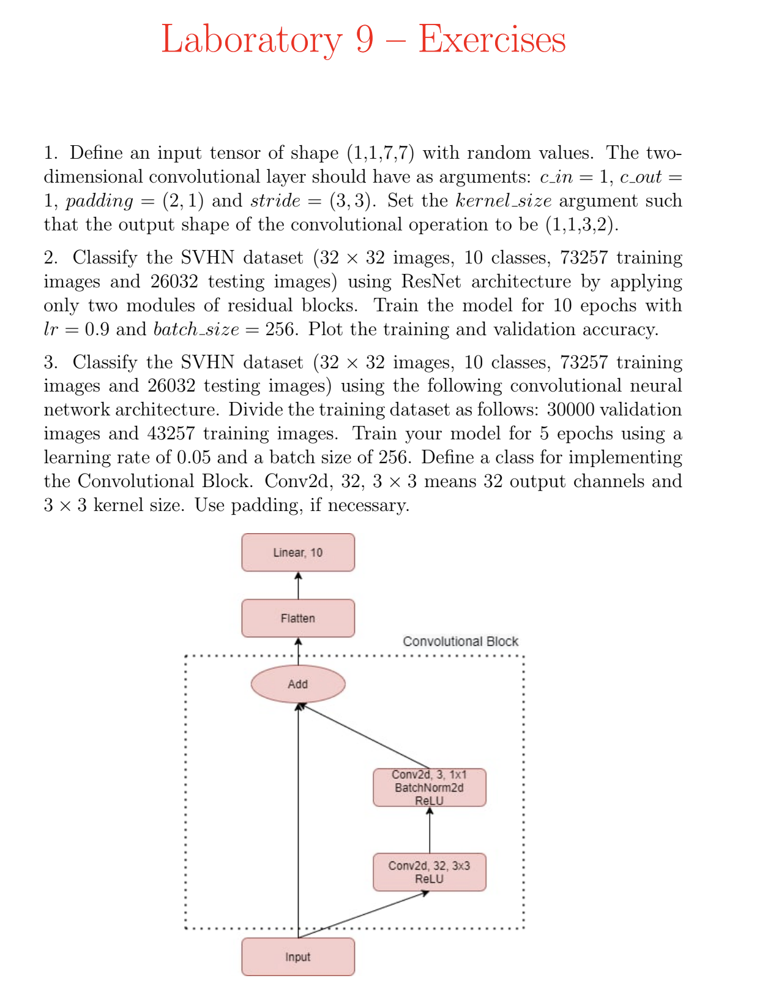 Laboratory 9 – Exercises
1. Define an input tensor of shape (1,1,7,7) with random values. The two-
dimensional convolutional layer should have as arguments: c_in = 1, c_out =
1, padding = (2, 1) and stride = (3, 3). Set the kernel_size argument such
that the output shape of the convolutional operation to be (1,1,3,2).
2. Classify the SVHN dataset (32 × 32 images, 10 classes, 73257 training
images and 26032 testing images) using ResNet architecture by applying
only two modules of residual blocks. Train the model for 10 epochs with
lr = 0.9 and batch_size = 256. Plot the training and validation accuracy.
3. Classify the SVHN dataset (32 × 32 images, 10 classes, 73257 training
images and 26032 testing images) using the following convolutional neural
network architecture. Divide the training dataset as follows: 30000 validation
images and 43257 training images. Train your model for 5 epochs using a
learning rate of 0.05 and a batch size of 256. Define a class for implementing
the Convolutional Block. Conv2d, 32, 3 × 3 means 32 output channels and
3 × 3 kernel size. Use padding, if necessary.
Linear, 10
Flatten
Convolutional Block
Add
Conv2d, 3, 1x1
BatchNorm2d
ReLU
Conv2d, 32, 3x3
ReLU
Input